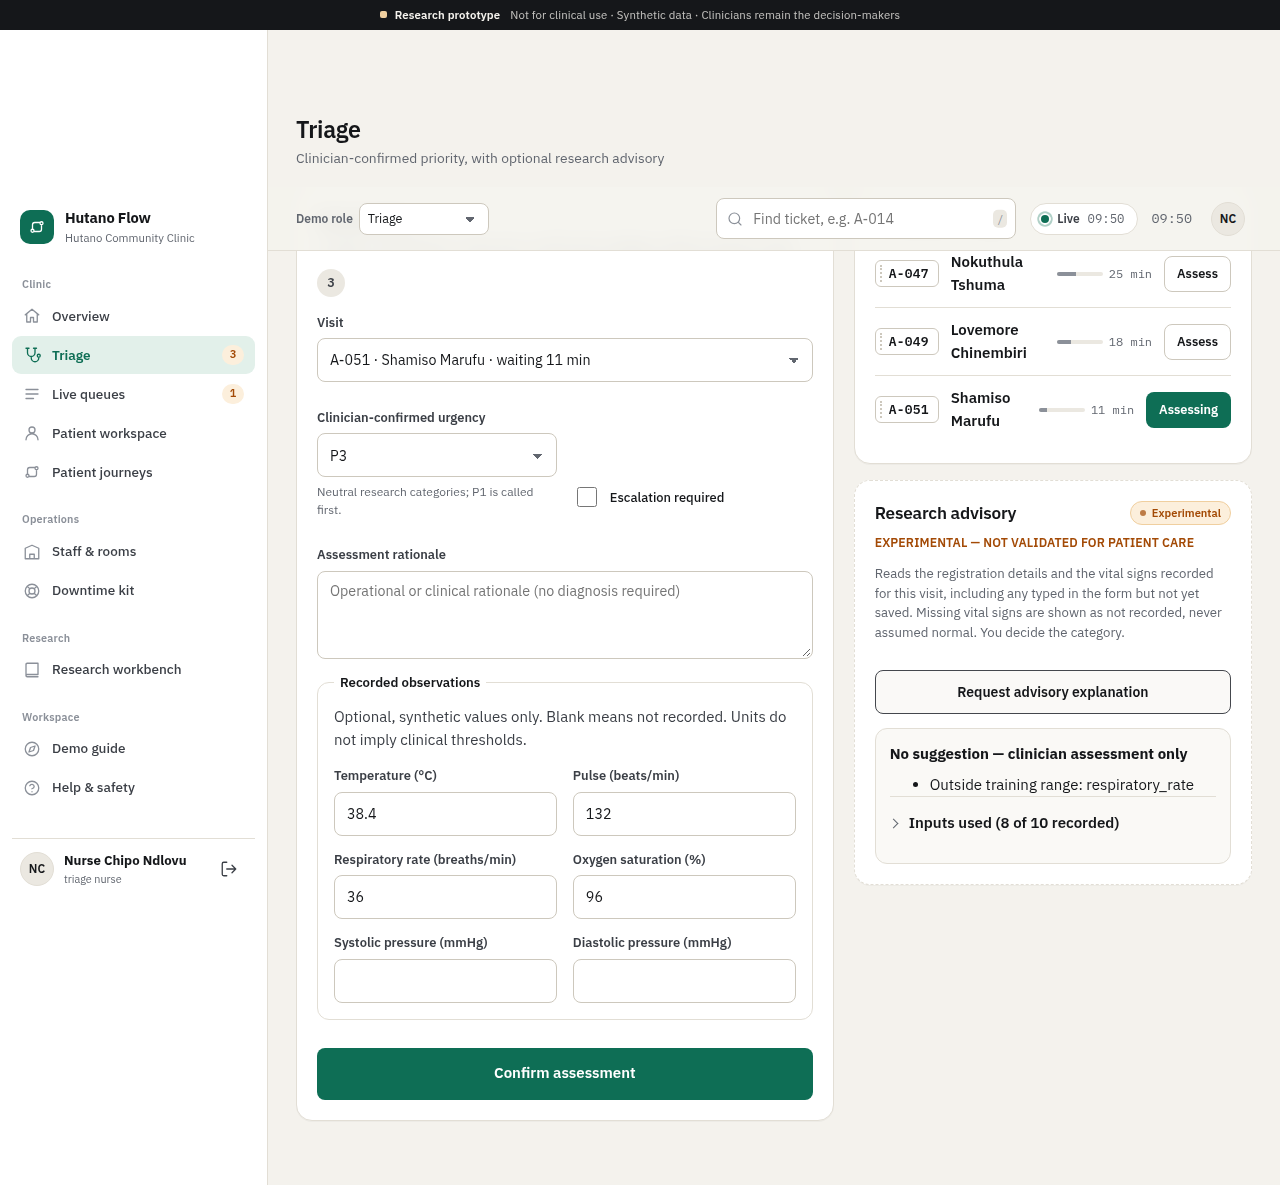 Research prototype Not for clinical use · Synthetic data · Clinicians remain the decision-makers
Hutano Flow
Hutano Community Clinic
Clinic
Overview
Triage 3
Live queues 1
Patient workspace
Patient journeys
Operations
Staff & rooms
Downtime kit
Research
Research workbench
Workspace
Demo guide
Help & safety
NC Nurse Chipo Ndlovu
triage nurse
Triage
Clinician-confirmed priority, with optional research advisory
Demo role Triage
Find ticket, e.g. A-014 /
Live 09:50 09:50 NC
3
Visit
A-051 · Shamiso Marufu · waiting 11 min
Clinician-confirmed urgency
P3
Neutral research categories; P1 is called
first.
Escalation required
Assessment rationale
Operational or clinical rationale (no diagnosis required)
Recorded observations
Optional, synthetic values only. Blank means not recorded. Units do
not imply clinical thresholds.
Temperature (°C) Pulse (beats/min)
38.4 132
Respiratory rate (breaths/min) Oxygen saturation (%)
36 96
Systolic pressure (mmHg) Diastolic pressure (mmHg)
Confirm assessment
A-047 Nokuthula
Tshuma 25 min Assess
A-049 Lovemore
Chinembiri 18 min Assess
A-051 Shamiso
Marufu 11 min Assessing
Research advisory Experimental
EXPERIMENTAL — NOT VALIDATED FOR PATIENT CARE
Reads the registration details and the vital signs recorded
for this visit, including any typed in the form but not yet
saved. Missing vital signs are shown as not recorded, never
assumed normal. You decide the category.
Request advisory explanation
No suggestion — clinician assessment only
• Outside training range: respiratory_rate
Inputs used (8 of 10 recorded)